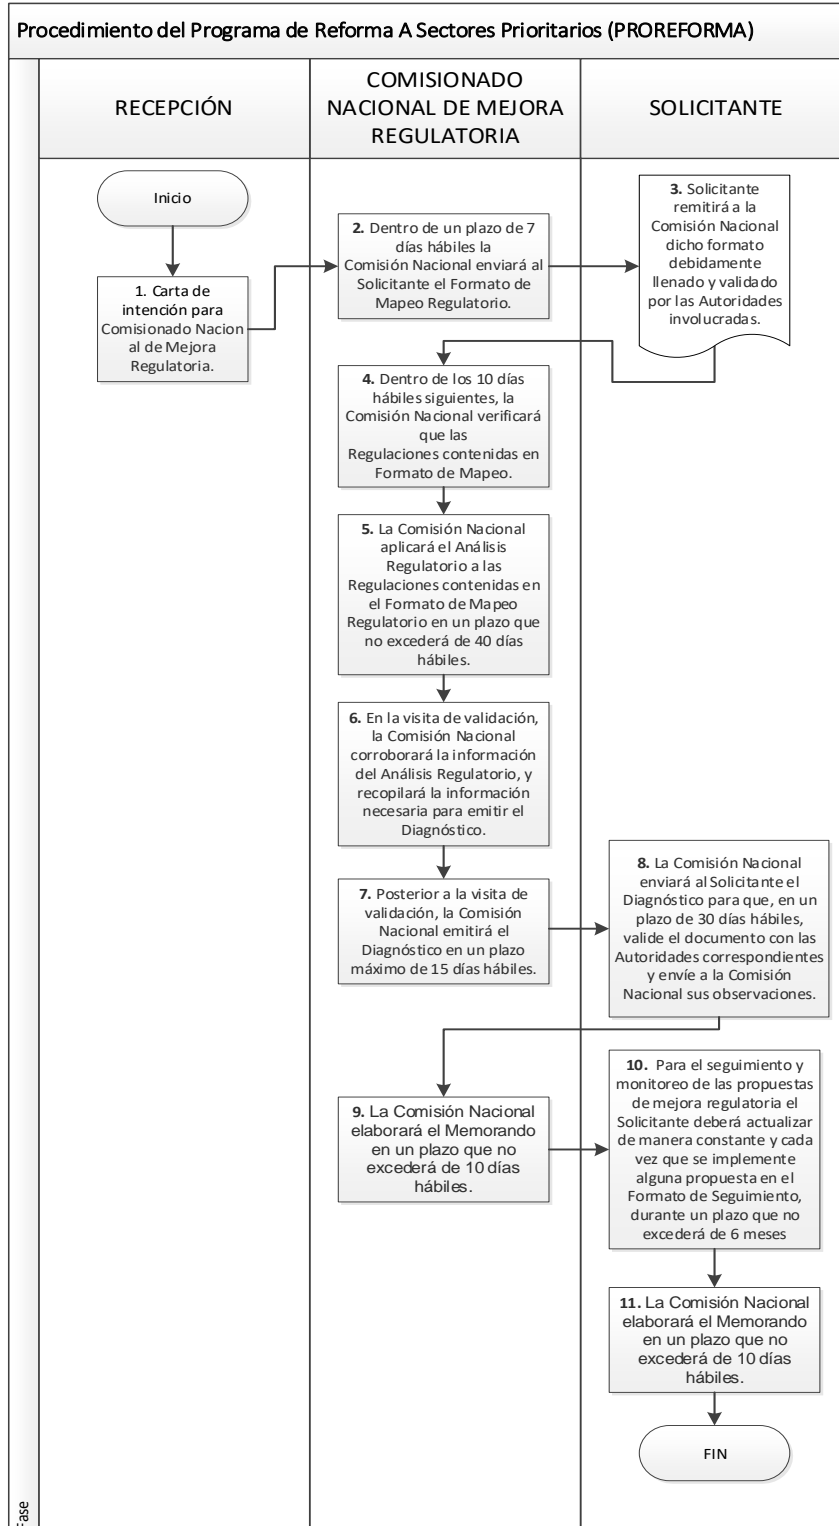 Procedimiento del Programa de Reforma A Sectores Prioritarios (PROREFORMA)
RECEPCIÓN
COMISIONADO
NACIONAL DE MEJORA
REGULATORIA
SOLICITANTE
Inicio
1. Carta de
intención para
Comisionado Nacion
al de Mejora
Regulatoria.
2. Dentro de un plazo de 7
días hábiles la
Comisión Nacional enviará al
Solicitante el Formato de
Mapeo Regulatorio.
3. Solicitante
remitirá a la
Comisión Nacional
dicho formato
debidamente
llenado y validado
por las Autoridades
involucradas.
4. Dentro de los 10 días
hábiles siguientes, la
Comisión Nacional verificará
que las
Regulaciones contenidas en
Formato de Mapeo.
5. La Comisión Nacional
aplicará el Análisis
Regulatorio a las
Regulaciones contenidas en
el Formato de Mapeo
Regulatorio en un plazo que
no excederá de 40 días
hábiles.
6. En la visita de validación,
la Comisión Nacional
corroborará la información
del Análisis Regulatorio, y
recopilará la información
necesaria para emitir el
Diagnóstico.
7. Posterior a la visita de
validación, la Comisión
Nacional emitirá el
Diagnóstico en un plazo
máximo de 15 días hábiles.
8. La Comisión Nacional
enviará al Solicitante el
Diagnóstico para que, en un
plazo de 30 días hábiles,
valide el documento con las
Autoridades correspondientes
y envíe a la Comisión
Nacional sus observaciones.
9. La Comisión Nacional
elaborará el Memorando
en un plazo que no
excederá de 10 días
hábiles.
10. Para el seguimiento y
monitoreo de las propuestas
de mejora regulatoria el
Solicitante deberá actualizar
de manera constante y cada
vez que se implemente
alguna propuesta en el
Formato de Seguimiento,
durante un plazo que no
excederá de 6 meses
11. La Comisión Nacional
elaborará el Memorando
en un plazo que no
excederá de 10 días
hábiles.
FIN
Fase